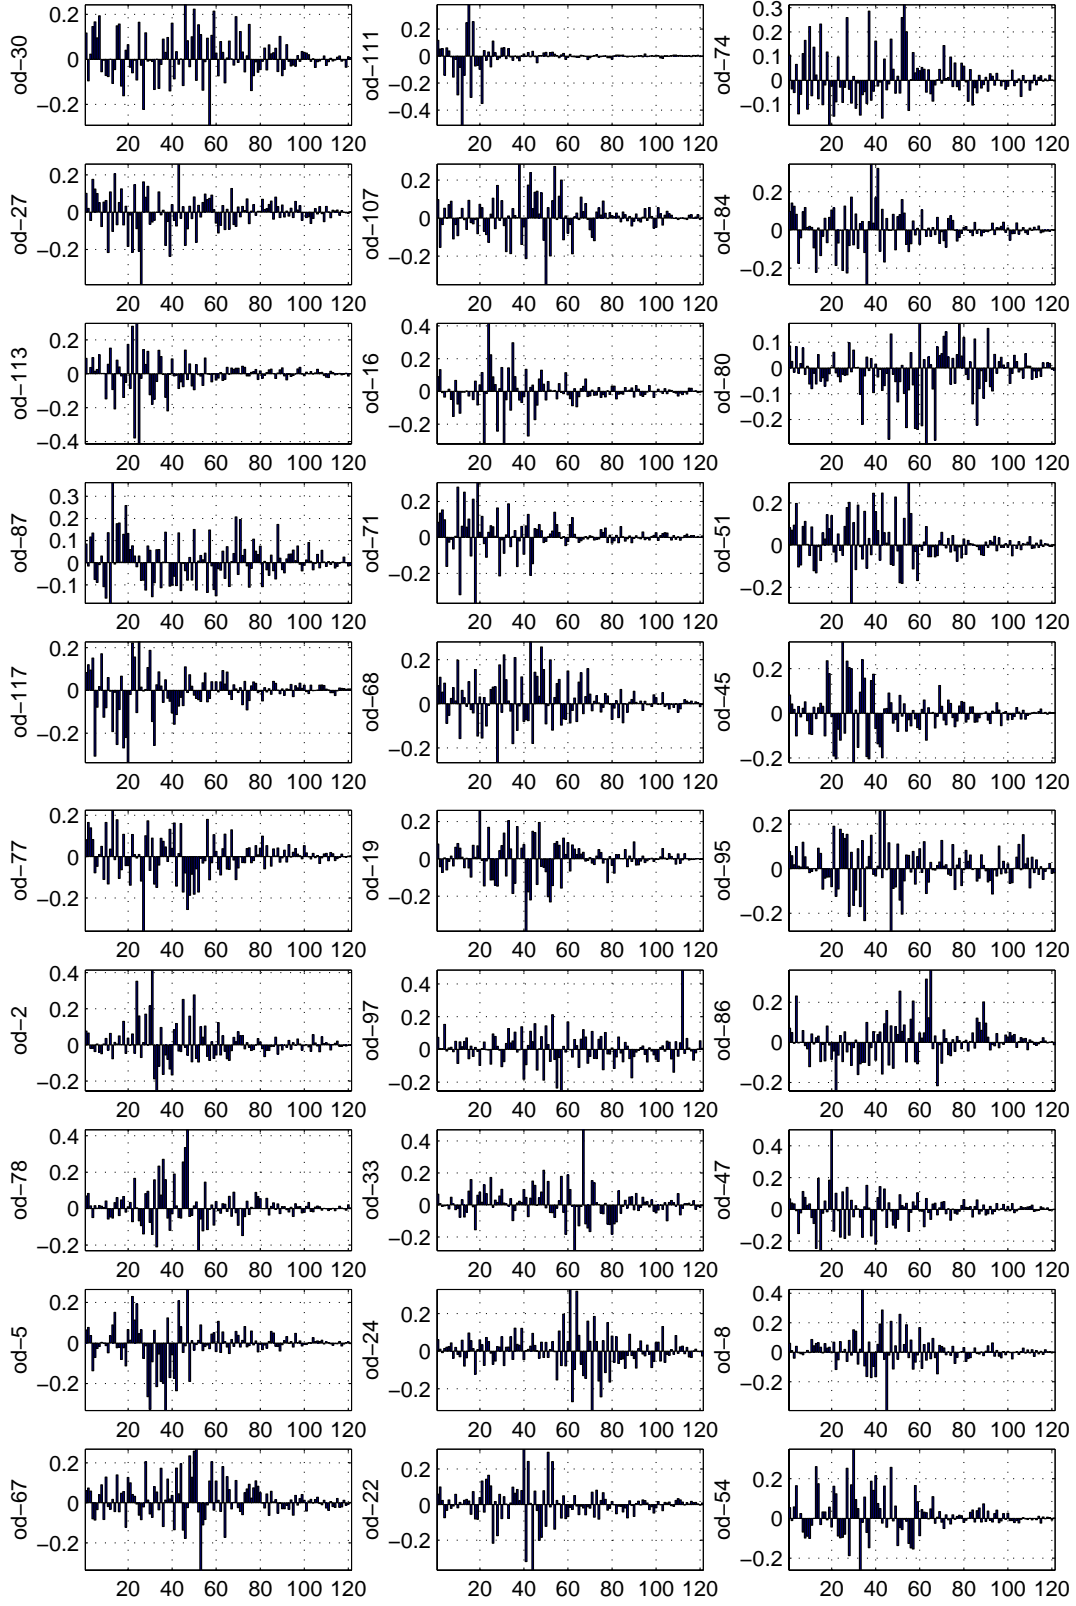 0.2 0 −0.2 od−30 20 40 60 80 100 120
0.2 0 −0.2 −0.4 od−111 20 40 60 80 100 120
0.3 0.2 0.1 0 −0.1 od−74 20 40 60 80 100 120
0.2 0 −0.2 od−27 20 40 60 80 100 120
0.2 0 −0.2 od−107 20 40 60 80 100 120
0.2 0 −0.2 od−84 20 40 60 80 100 120
0.2 0 −0.2 −0.4 od−113 20 40 60 80 100 120
0.4 0.2 0 −0.2 od−16 20 40 60 80 100 120
0.1 0 −0.1 −0.2 od−80 20 40 60 80 100 120
0.3 0.2 0.1 0 −0.1 od−87 20 40 60 80 100 120
0.2 0 −0.2 od−71 20 40 60 80 100 120
0.2 0 −0.2 od−51 20 40 60 80 100 120
0.2 0 −0.2 od−117 20 40 60 80 100 120
0.2 0 −0.2 od−68 20 40 60 80 100 120
0.2 0 −0.2 od−45 20 40 60 80 100 120
0.2 0 −0.2 od−77 20 40 60 80 100 120
0.2 0 −0.2 od−19 20 40 60 80 100 120
0.2 0 −0.2 od−95 20 40 60 80 100 120
0.4 0.2 0 −0.2 od−2 20 40 60 80 100 120
0.4 0.2 0 −0.2 od−97 20 40 60 80 100 120
0.2 0 −0.2 od−86 20 40 60 80 100 120
0.4 0.2 0 −0.2 od−78 20 40 60 80 100 120
0.4 0.2 0 −0.2 od−33 20 40 60 80 100 120
0.4 0.2 0 −0.2 od−47 20 40 60 80 100 120
0.2 0 −0.2 od−5 20 40 60 80 100 120
0.2 0 −0.2 od−24 20 40 60 80 100 120
0.4 0.2 0 −0.2 od−8 20 40 60 80 100 120
0.2 0 −0.2 od−67 20 40 60 80 100 120
0.2 0 −0.2 od−22 20 40 60 80 100 120
0.2 0 −0.2 od−54 20 40 60 80 100 120